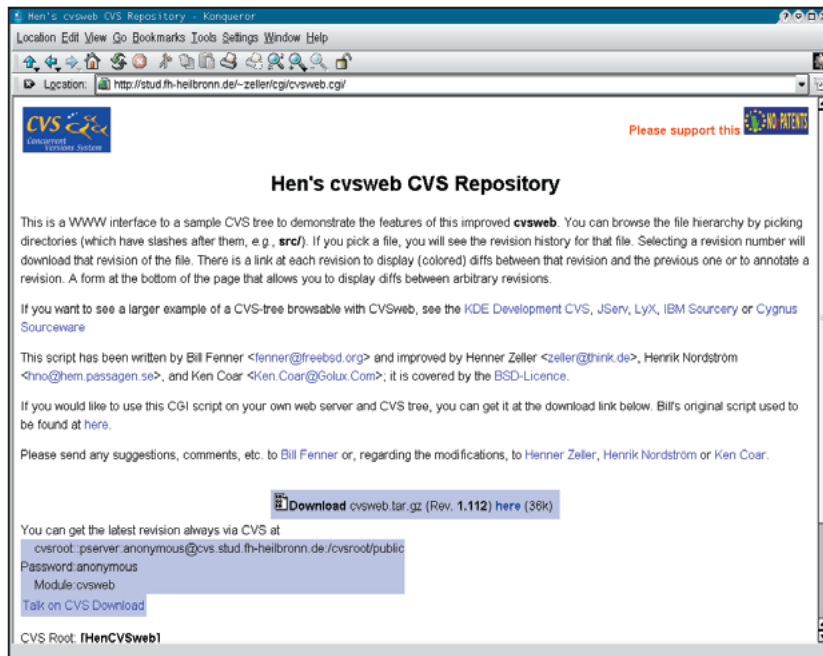 Hen's cvsweb CVS Repository - Konqueror
Location Edit View Go Bookmarks Tools Settings Window Help
Location: http://stud.fh-heilbronn.de/~zeller/cgi/cvsweb.cgi/
CVS
Concurrent
Versions System
Please support this NO PATENTS
Hen's cvsweb CVS Repository
This is a WWW interface to a sample CVS tree to demonstrate the features of this improved cvsweb. You can browse the file hierarchy by picking
directories (which have slashes after them, e.g., src/). If you pick a file, you will see the revision history for that file. Selecting a revision number will
download that revision of the file. There is a link at each revision to display (colored) diffs between that revision and the previous one or to annotate a
revision. A form at the bottom of the page that allows you to display diffs between arbitrary revisions.
If you want to see a larger example of a CVS-tree browsable with CVSweb, see the KDE Development CVS, JServ, LyX, IBM Sourcery or Cygnus
Sourceware
This script has been written by Bill Fenner <fenner@freebsd.org> and improved by Henner Zeller <zeller@think.de>, Henrik Nordström
<hno@hem.passagen.se>, and Ken Coar <Ken.Coar@Golux.Com>; it is covered by the BSD-Licence.
If you would like to use this CGI script on your own web server and CVS tree, you can get it at the download link below. Bill's original script used to
be found at here.
Please send any suggestions, comments, etc. to Bill Fenner or, regarding the modifications, to Henner Zeller, Henrik Nordström or Ken Coar.
Download cvsweb.tar.gz (Rev. 1.112) here (36k)
You can get the latest revision always via CVS at
cvsroot::pserver:anonymous@cvs.stud.fh-heilbronn.de:/cvsroot/public
Password:anonymous
Module:cvsweb
Talk on CVS Download
CVS Root: [HenCVSweb]